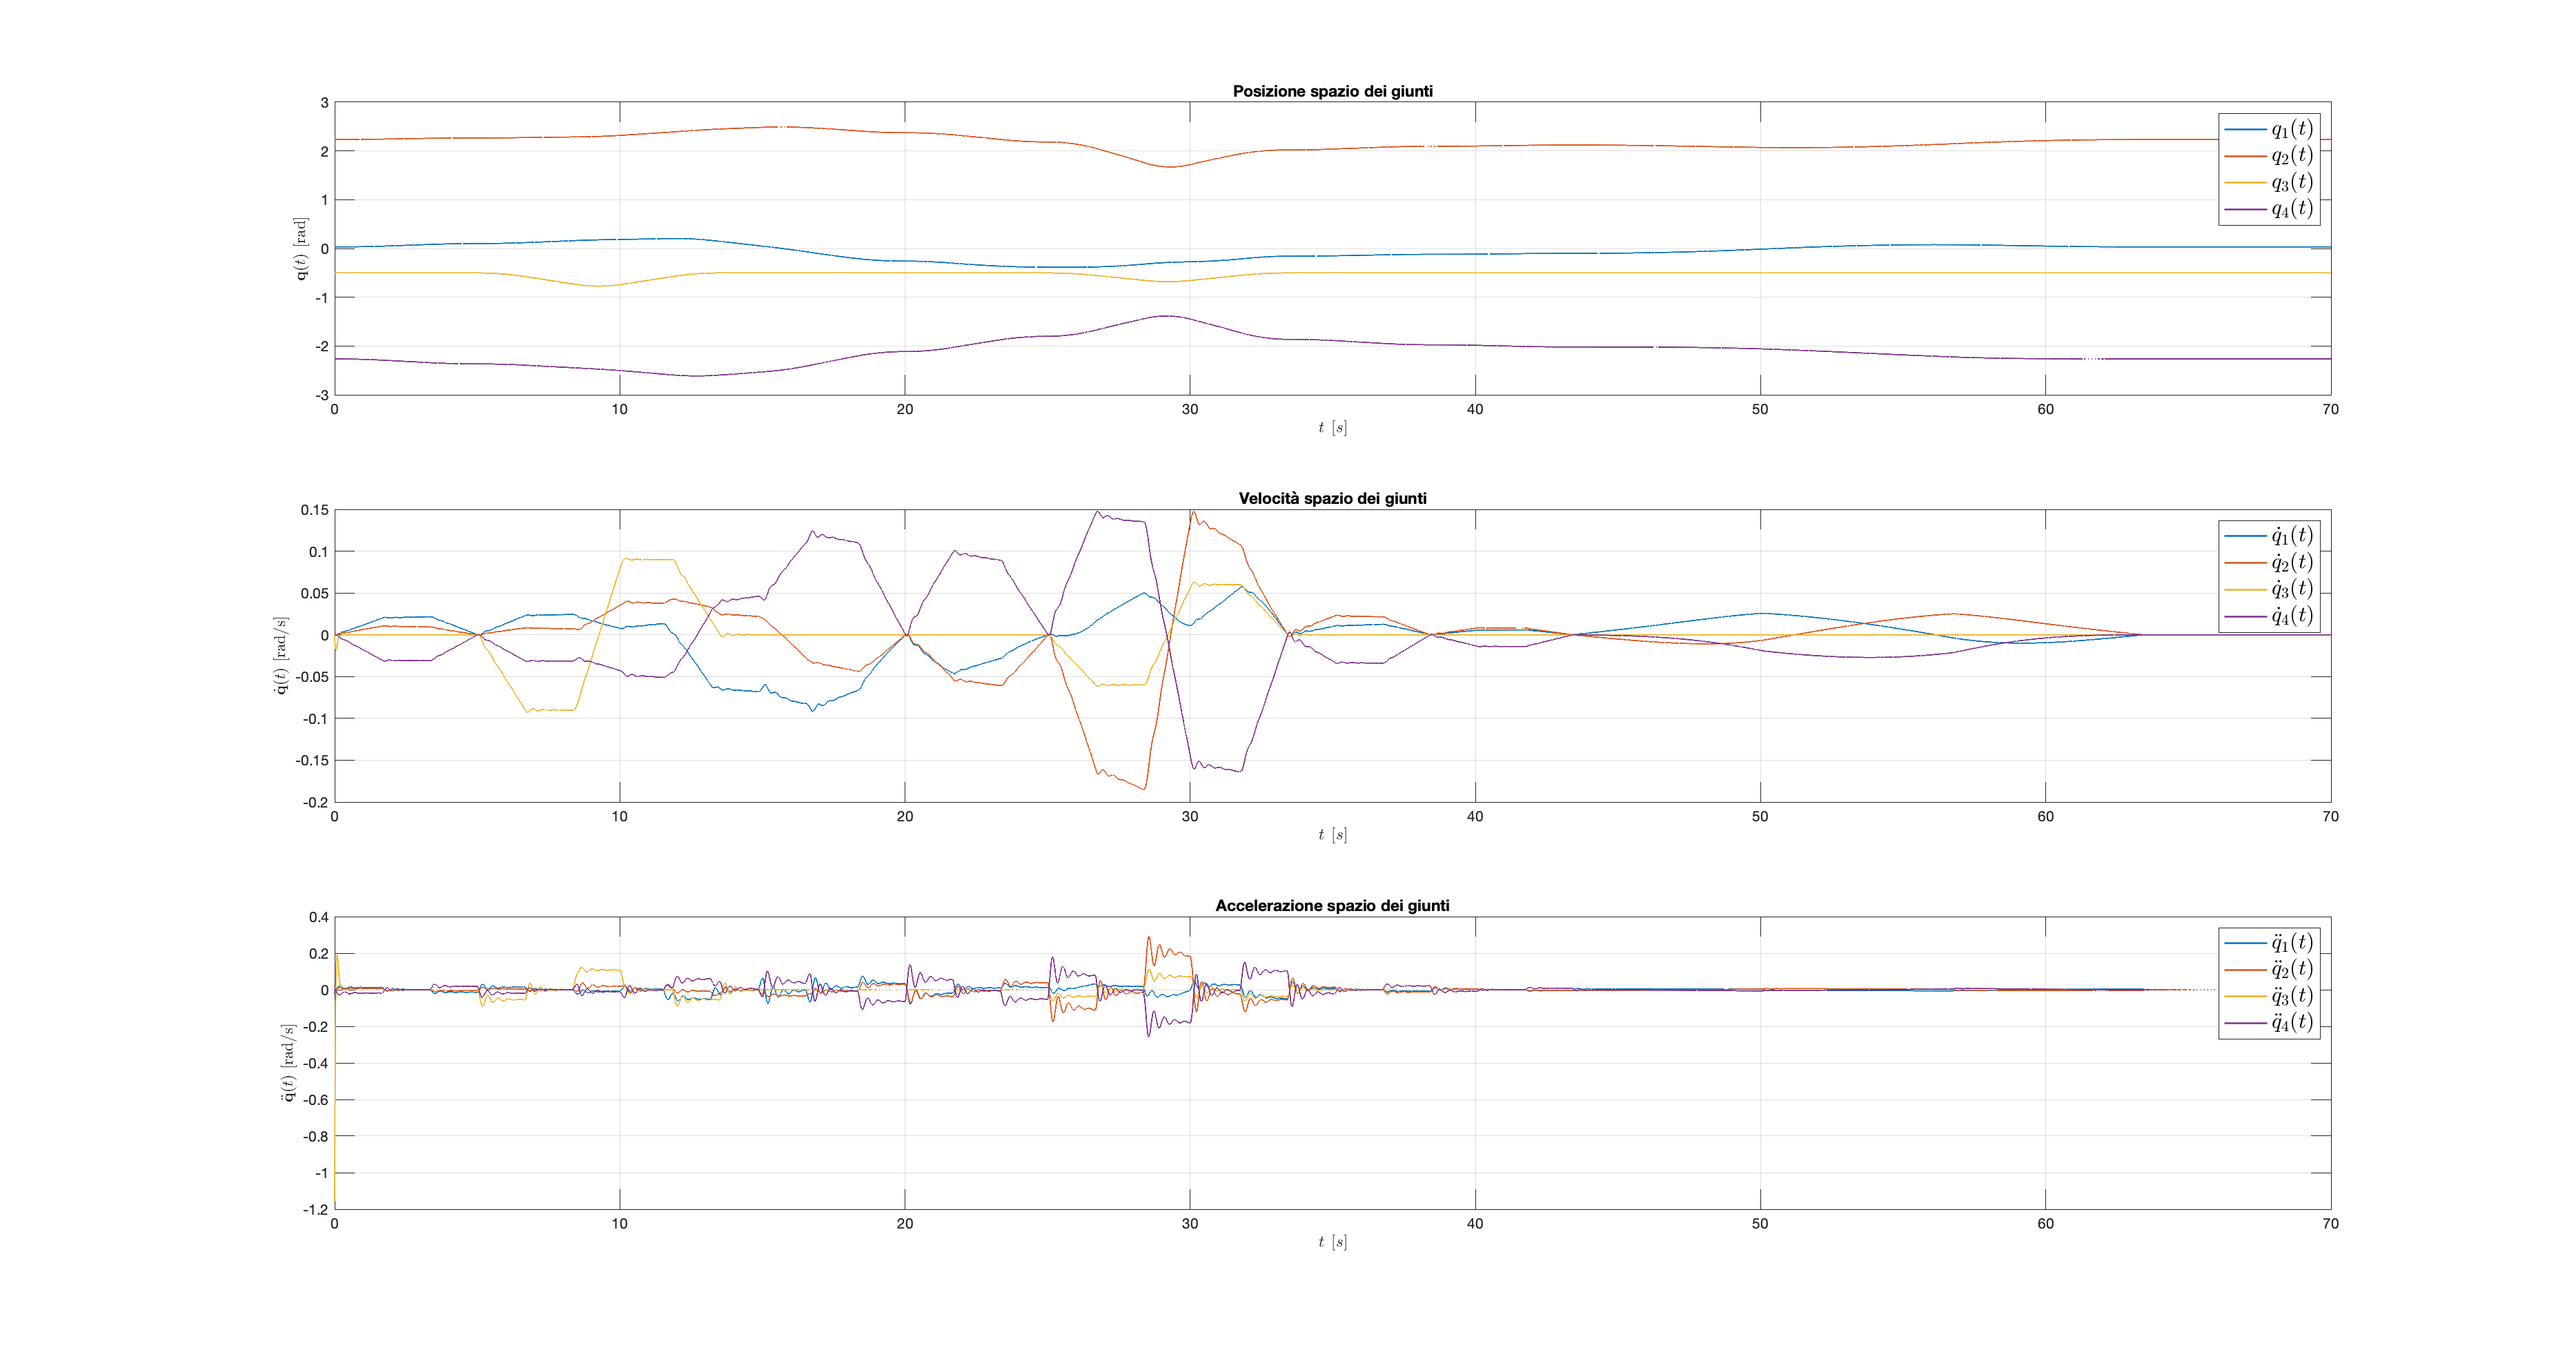 Posizione spazio dei giunti
3
2
1
0
-1
-2
-3
q(t) [rad]
q₁(t)
q₂(t)
q₃(t)
q₄(t)
0 10 20 30 40 50 60 70
t [s]
Velocità spazio dei giunti
0.15
0.1
0.05
0
-0.05
-0.1
-0.15
-0.2
q̇(t) [rad/s]
q̇₁(t)
q̇₂(t)
q̇₃(t)
q̇₄(t)
0 10 20 30 40 50 60 70
t [s]
Accelerazione spazio dei giunti
0.4
0.2
0
-0.2
-0.4
-0.6
-0.8
-1
-1.2
q̈(t) [rad/s]
q̈₁(t)
q̈₂(t)
q̈₃(t)
q̈₄(t)
0 10 20 30 40 50 60 70
t [s]